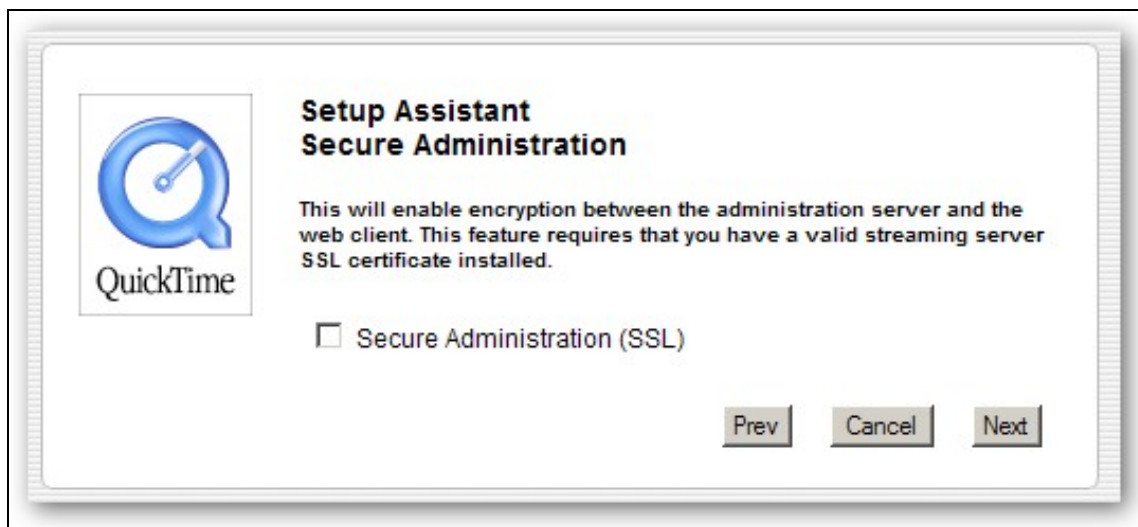 Setup Assistant
Secure Administration
This will enable encryption between the administration server and the
web client. This feature requires that you have a valid streaming server
SSL certificate installed.
QuickTime
Secure Administration (SSL)
Prev Cancel Next